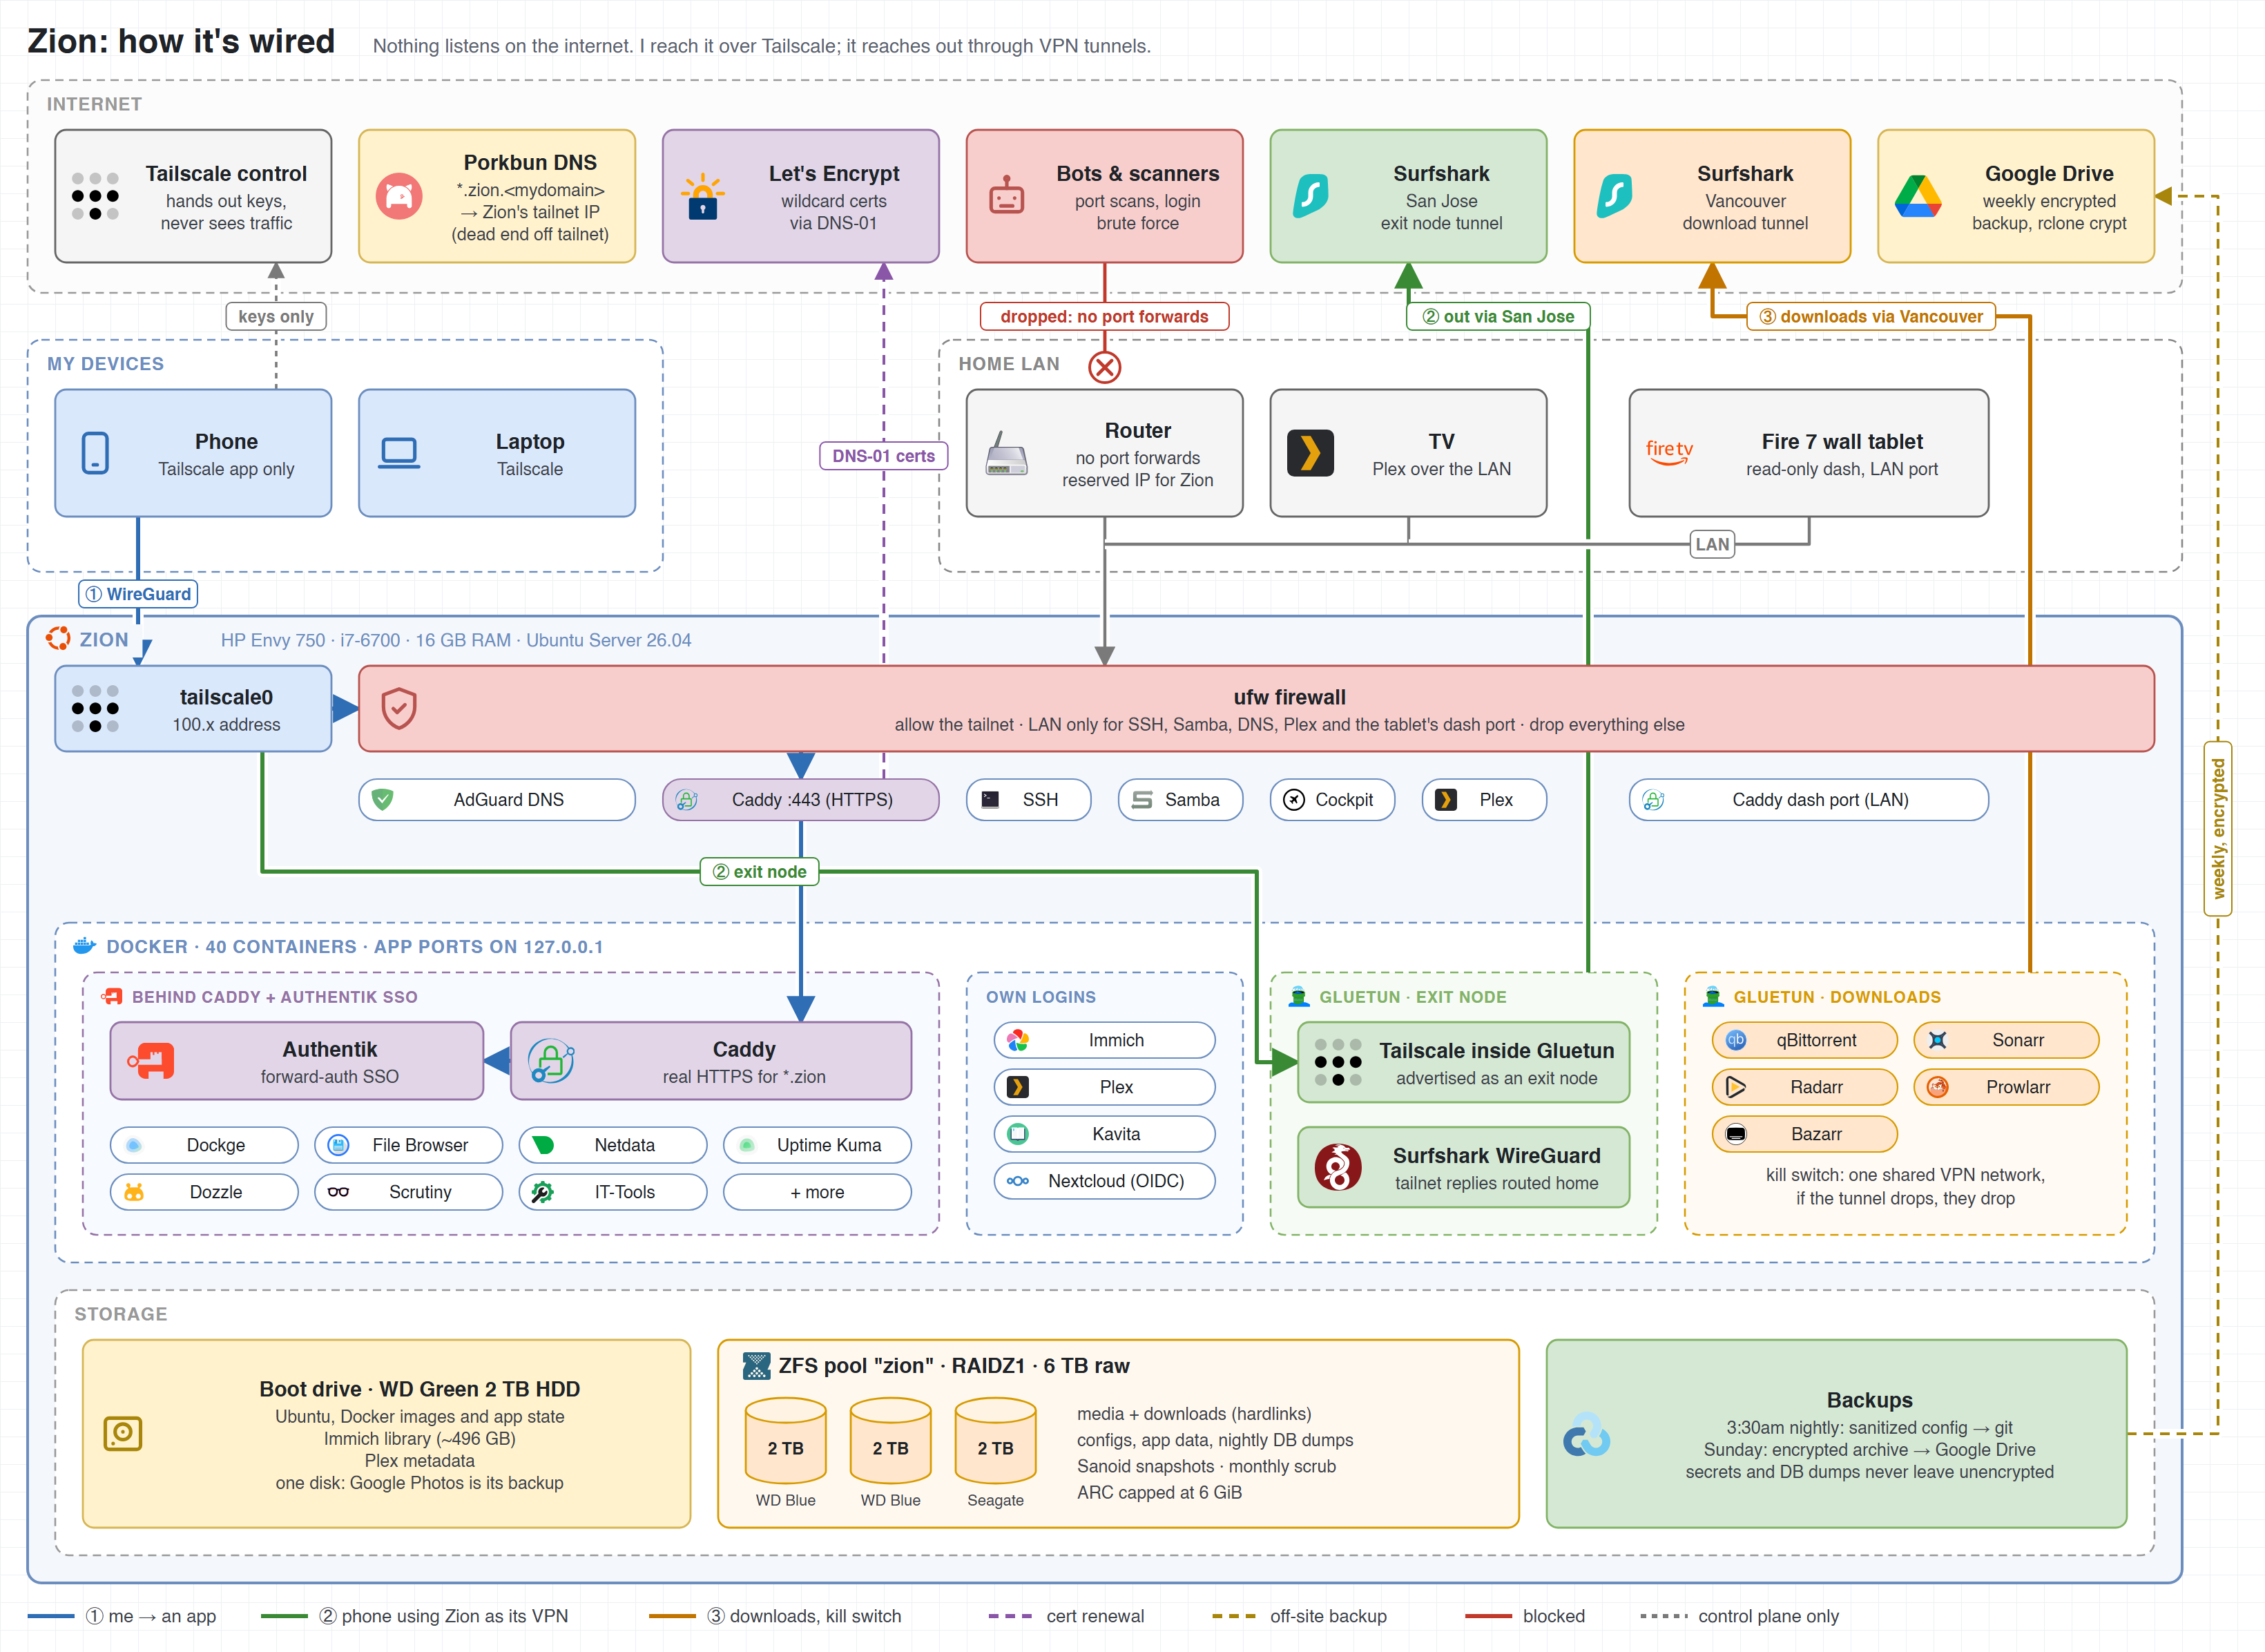 Zion: how it's wired
Nothing listens on the internet. I reach it over Tailscale; it reaches out through VPN tunnels.
INTERNET
Tailscale control
hands out keys,
never sees traffic
Porkbun DNS
*.zion.<mydomain>
→ Zion's tailnet IP
(dead end off tailnet)
Let's Encrypt
wildcard certs
via DNS-01
Bots & scanners
port scans, login
brute force
Surfshark
San Jose
exit node tunnel
Surfshark
Vancouver
download tunnel
Google Drive
weekly encrypted
backup, rclone crypt
keys only
dropped: no port forwards
② out via San Jose
③ downloads via Vancouver
MY DEVICES
Phone
Tailscale app only
Laptop
Tailscale
DNS-01 certs
HOME LAN
Router
no port forwards
reserved IP for Zion
TV
Plex over the LAN
fire tv
Fire 7 wall tablet
read-only dash, LAN port
LAN
① WireGuard
weekly, encrypted
ZION
HP Envy 750 · i7-6700 · 16 GB RAM · Ubuntu Server 26.04
tailscale0
100.x address
ufw firewall
allow the tailnet · LAN only for SSH, Samba, DNS, Plex and the tablet's dash port · drop everything else
AdGuard DNS
Caddy :443 (HTTPS)
SSH
Samba
Cockpit
Plex
Caddy dash port (LAN)
② exit node
DOCKER · 40 CONTAINERS · APP PORTS ON 127.0.0.1
BEHIND CADDY + AUTHENTIK SSO
Authentik
forward-auth SSO
Caddy
real HTTPS for *.zion
Dockge
File Browser
Netdata
Uptime Kuma
Dozzle
Scrutiny
IT-Tools
+ more
OWN LOGINS
Immich
Plex
Kavita
Nextcloud (OIDC)
GLUETUN · EXIT NODE
Tailscale inside Gluetun
advertised as an exit node
Surfshark WireGuard
tailnet replies routed home
GLUETUN · DOWNLOADS
qb
qBittorrent
Sonarr
Radarr
Prowlarr
Bazarr
kill switch: one shared VPN network,
if the tunnel drops, they drop
STORAGE
Boot drive · WD Green 2 TB HDD
Ubuntu, Docker images and app state
Immich library (~496 GB)
Plex metadata
one disk: Google Photos is its backup
ZFS pool "zion" · RAIDZ1 · 6 TB raw
2 TB
2 TB
2 TB
WD Blue
WD Blue
Seagate
media + downloads (hardlinks)
configs, app data, nightly DB dumps
Sanoid snapshots · monthly scrub
ARC capped at 6 GiB
Backups
3:30am nightly: sanitized config → git
Sunday: encrypted archive → Google Drive
secrets and DB dumps never leave unencrypted
① me → an app
② phone using Zion as its VPN
③ downloads, kill switch
cert renewal
off-site backup
blocked
control plane only